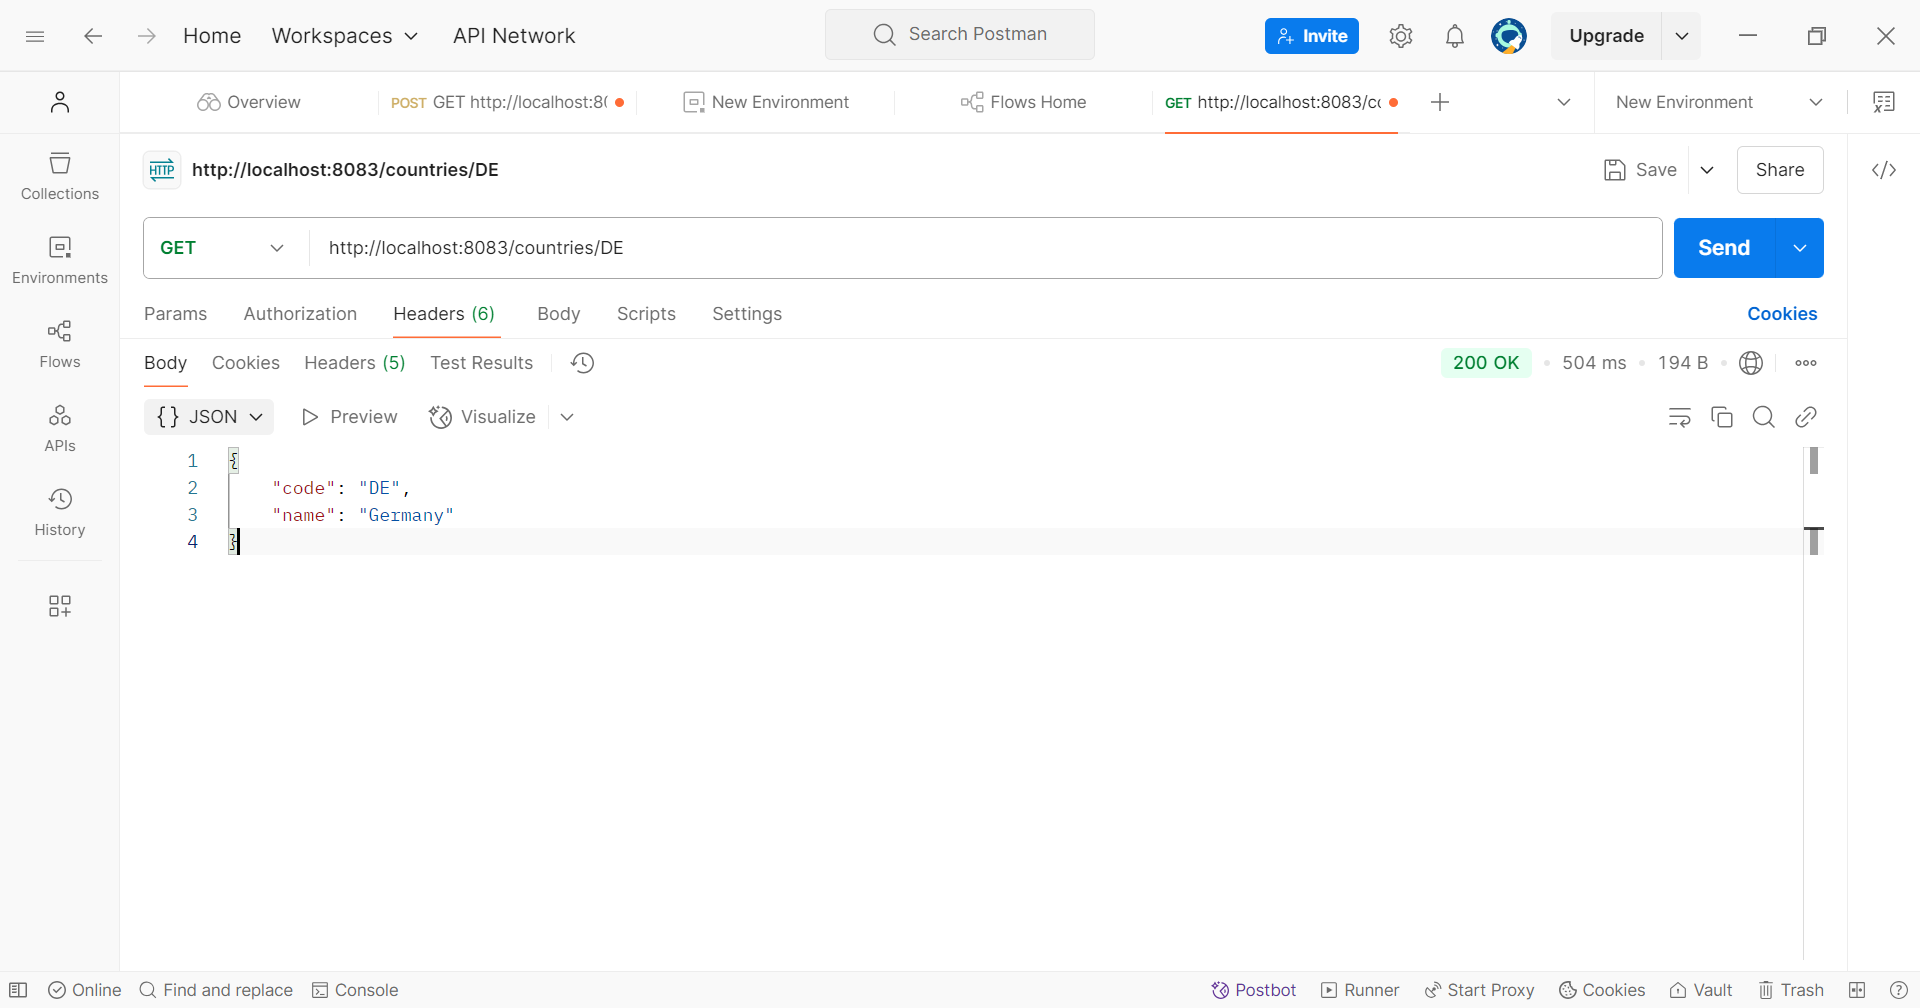 Home Workspaces API Network Search Postman Invite Upgrade
Overview POST GET http://localhost:8( New Environment Flows Home GET http://localhost:8083/cc New Environment
HTTP http://localhost:8083/countries/DE Save Share
Collections
GET http://localhost:8083/countries/DE Send
Environments
Params Authorization Headers (6) Body Scripts Settings Cookies
Flows
Body Cookies Headers (5) Test Results 200 OK 504 ms 194 B
{} JSON Preview Visualize
APIs
1 {
2 "code": "DE",
3 "name": "Germany"
4 }
History
Online Find and replace Console Postbot Runner Start Proxy Cookies Vault Trash